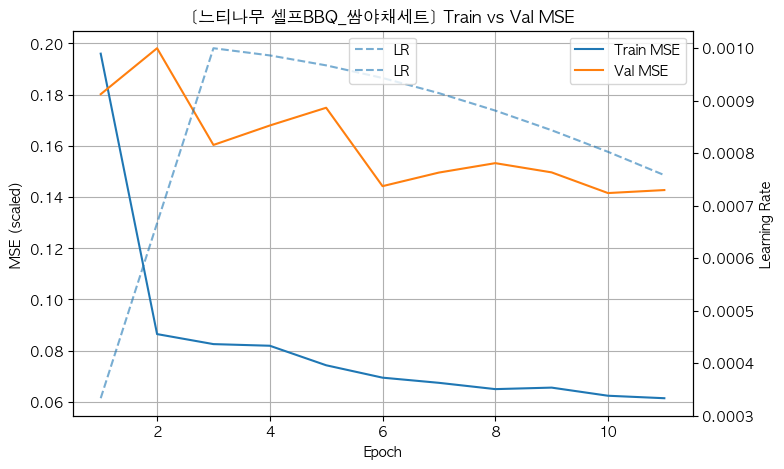 [느티나무 셀프BBQ_쌈야채세트] Train vs Val MSE
LR
LR
Train MSE
Val MSE
MSE (scaled)
0.20
0.18
0.16
0.14
0.12
0.10
0.08
0.06
0.0010
0.0009
0.0008
0.0007
0.0006
0.0005
0.0004
0.0003
Learning Rate
2
4
6
8
10
Epoch